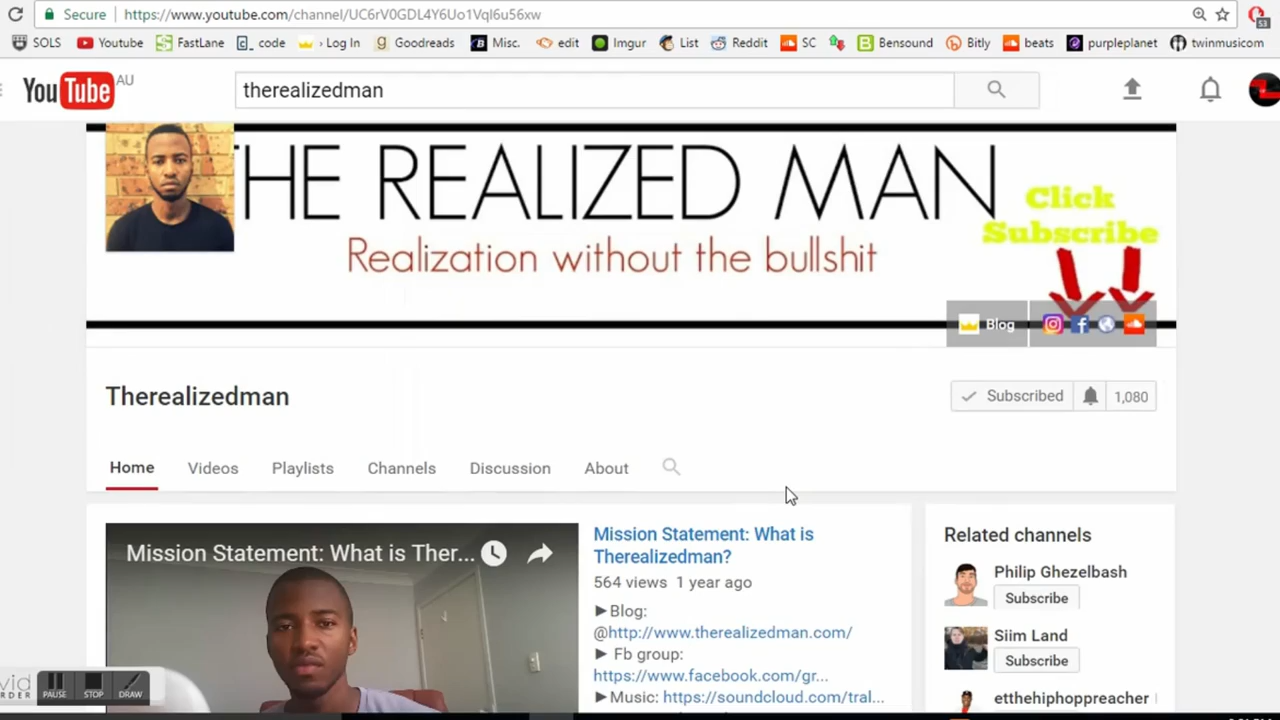 Secure https://www.youtube.com/channel/UC6rV0GDL4Y6Uo1Vql6u56xw
53
SOLS Youtube FastLane code › Log In Goodreads Misc. edit Imgur List Reddit SC Bensound Bitly beats purpleplanet twinmusicom
YouTube AU
therealizedman
THE REALIZED MAN
Realization without the bullshit
Click
Subscribe
Blog
Therealizedman
Subscribed 1,080
Home Videos Playlists Channels Discussion About
Mission Statement: What is Ther...
Mission Statement: What is
Therealizedman?
564 views 1 year ago
►Blog:
@http://www.therealizedman.com/
► Fb group:
https://www.facebook.com/gr...
►Music: https://soundcloud.com/tral...
Related channels
Philip Ghezelbash
Subscribe
Siim Land
Subscribe
etthehiphoppreacher
PAUSE STOP DRAW